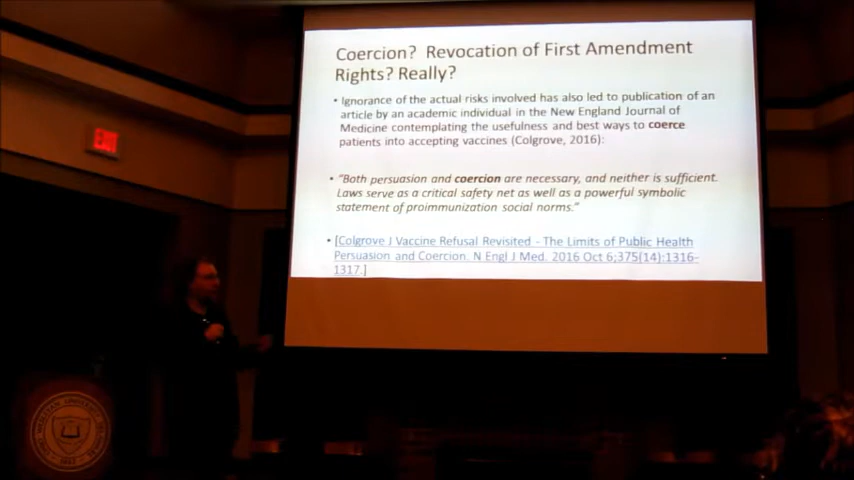 Coercion? Revocation of First Amendment
Rights? Really?
• Ignorance of the actual risks involved has also led to publication of an
article by an academic individual in the New England Journal of
Medicine contemplating the usefulness and best ways to coerce
patients into accepting vaccines (Colgrove, 2016):
• "Both persuasion and coercion are necessary, and neither is sufficient.
Laws serve as a critical safety net as well as a powerful symbolic
statement of proimmunization social norms."
• [Colgrove J Vaccine Refusal Revisited - The Limits of Public Health
Persuasion and Coercion. N Engl J Med. 2016 Oct 6;375(14):1316-
1317.]
EXIT